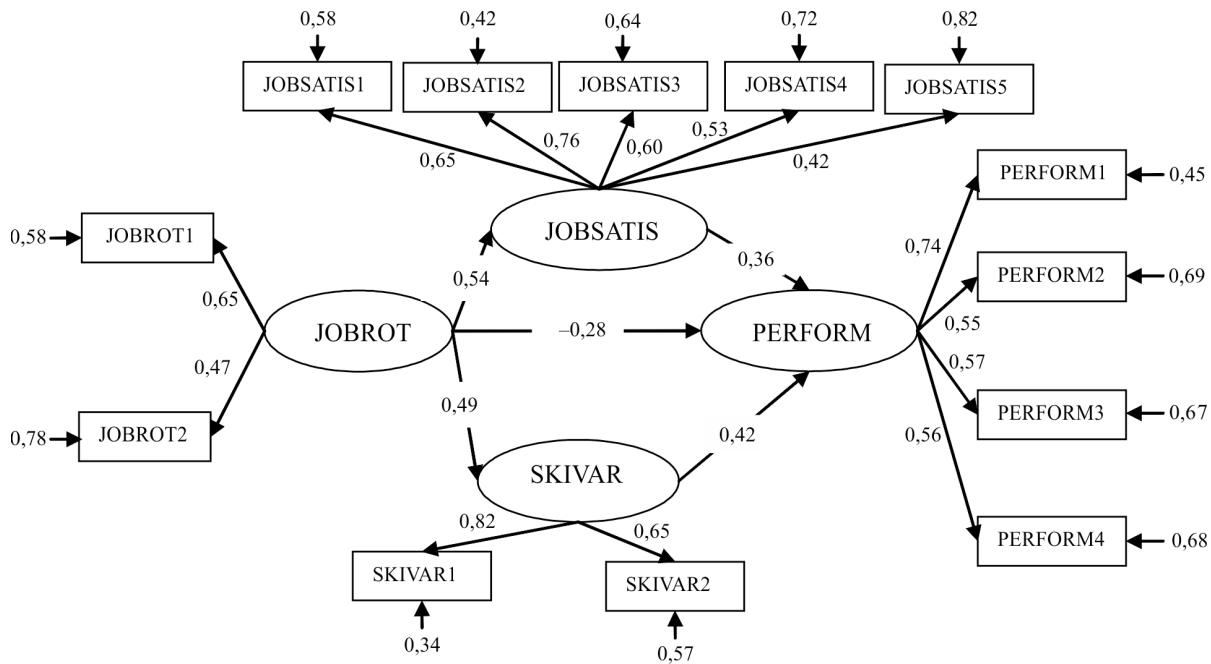 0,58
0,42
0,64
0,72
0,82
JOBSATIS1
JOBSATIS2
JOBSATIS3
JOBSATIS4
JOBSATIS5
0,65
0,76
0,60
0,53
0,42
PERFORM1
0,45
JOBROT1
0,58
JOBSATIS
0,74
0,36
PERFORM2
0,69
0,65
0,54
0,55
JOBROT
–0,28
PERFORM
0,47
0,57
0,49
PERFORM3
0,67
JOBROT2
0,78
0,42
0,56
SKIVAR
0,82
0,65
PERFORM4
0,68
SKIVAR1
SKIVAR2
0,34
0,57